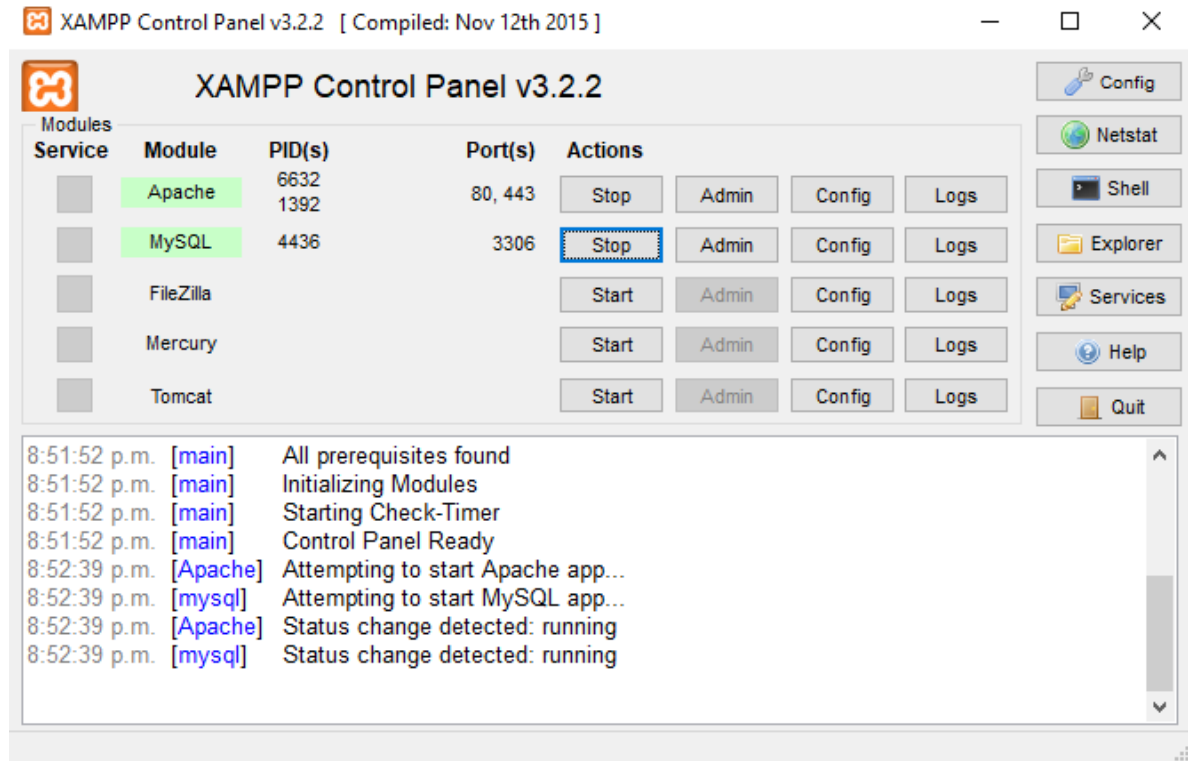 XAMPP Control Panel v3.2.2 [ Compiled: Nov 12th 2015 ]
XAMPP Control Panel v3.2.2
Config
Modules
Service Module PID(s) Port(s) Actions
Netstat
Apache 6632 1392 80, 443 Stop Admin Config Logs
Shell
MySQL 4436 3306 Stop Admin Config Logs
Explorer
FileZilla Start Admin Config Logs
Services
Mercury Start Admin Config Logs
Help
Tomcat Start Admin Config Logs
Quit
8:51:52 p.m. [main] All prerequisites found
8:51:52 p.m. [main] Initializing Modules
8:51:52 p.m. [main] Starting Check-Timer
8:51:52 p.m. [main] Control Panel Ready
8:52:39 p.m. [Apache] Attempting to start Apache app...
8:52:39 p.m. [mysql] Attempting to start MySQL app...
8:52:39 p.m. [Apache] Status change detected: running
8:52:39 p.m. [mysql] Status change detected: running